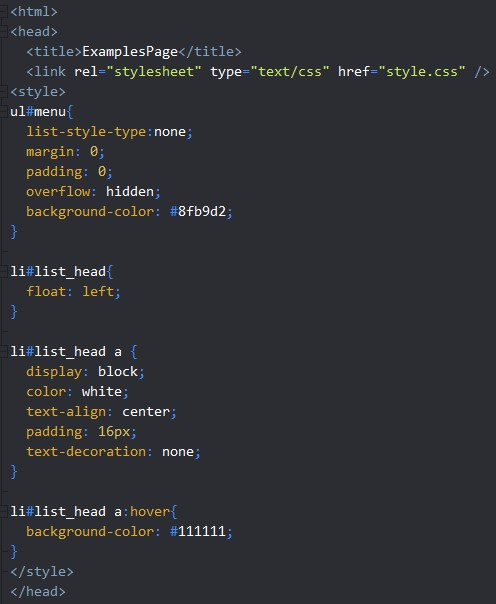 <html>
<head>
  <title>ExamplesPage</title>
  <link rel="stylesheet" type="text/css" href="style.css" />
<style>
ul#menu{
  list-style-type:none;
  margin: 0;
  padding: 0;
  overflow: hidden;
  background-color: #8fb9d2;
}

li#list_head{
  float: left;
}

li#list_head a {
  display: block;
  color: white;
  text-align: center;
  padding: 16px;
  text-decoration: none;
}

li#list_head a:hover{
  background-color: #111111;
}
</style>
</head>